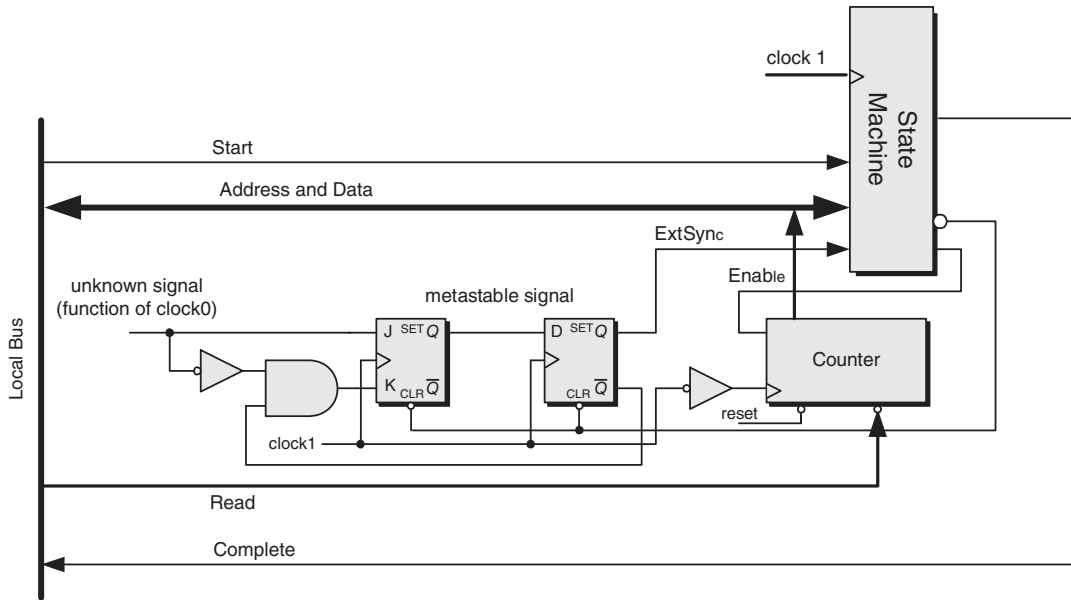 clock 1
State
Machine
Start
Address and Data
ExtSync
Enable
unknown signal
(function of clock0)
metastable signal
Local Bus
J SET Q
K CLR Q̅
D SET Q
CLR Q̅
Counter
reset
clock1
Read
Complete